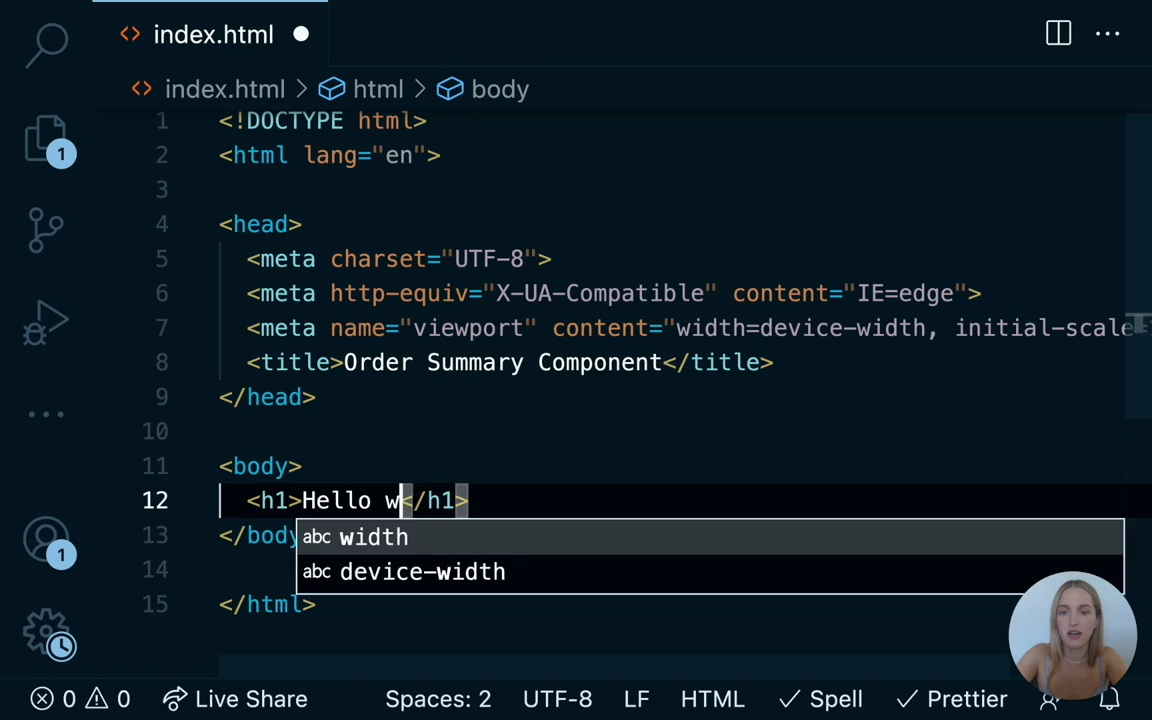 index.html
index.html > html > body
1 <!DOCTYPE html>
2 <html lang="en">
3
4 <head>
5 <meta charset="UTF-8">
6 <meta http-equiv="X-UA-Compatible" content="IE=edge">
7 <meta name="viewport" content="width=device-width, initial-scale
8 <title>Order Summary Component</title>
9 </head>
10
11 <body>
12 <h1>Hello w</h1>
13 </body
abc width
abc device-width
14
15 </html>
1
1
0 0 Live Share Spaces: 2 UTF-8 LF HTML Spell Prettier